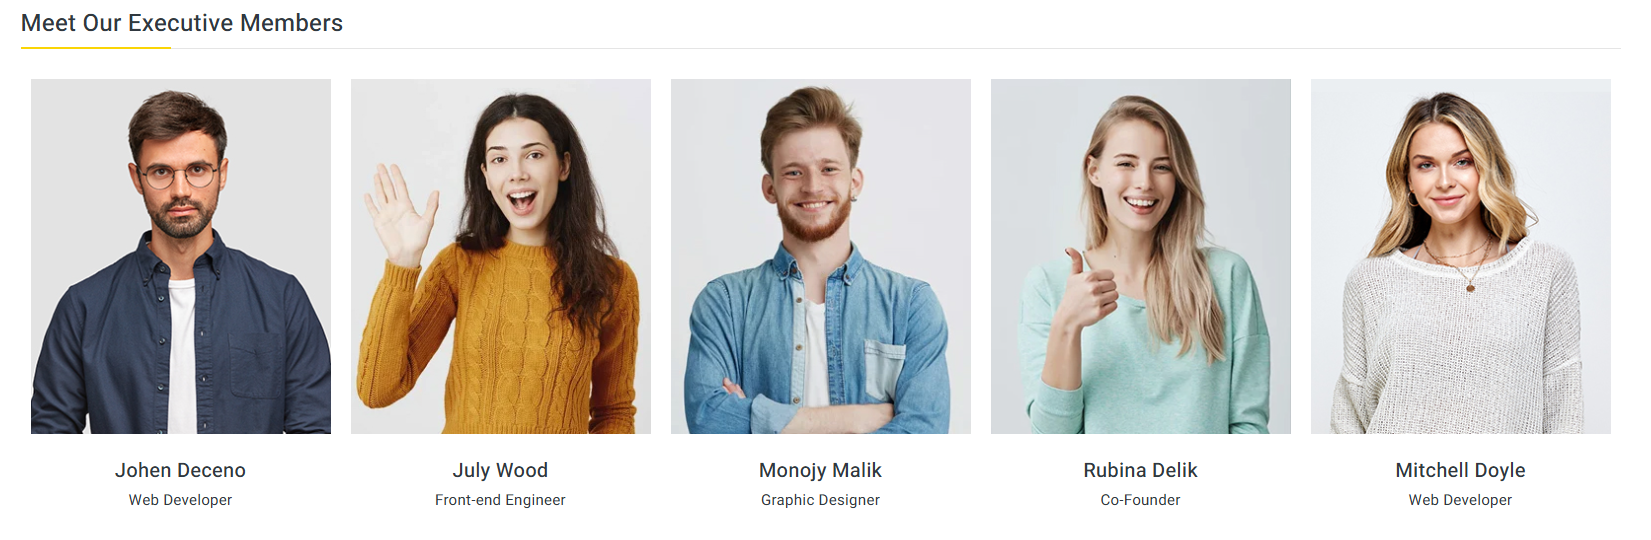 Meet Our Executive Members
Johen Deceno
Web Developer
July Wood
Front-end Engineer
Monojy Malik
Graphic Designer
Rubina Delik
Co-Founder
Mitchell Doyle
Web Developer